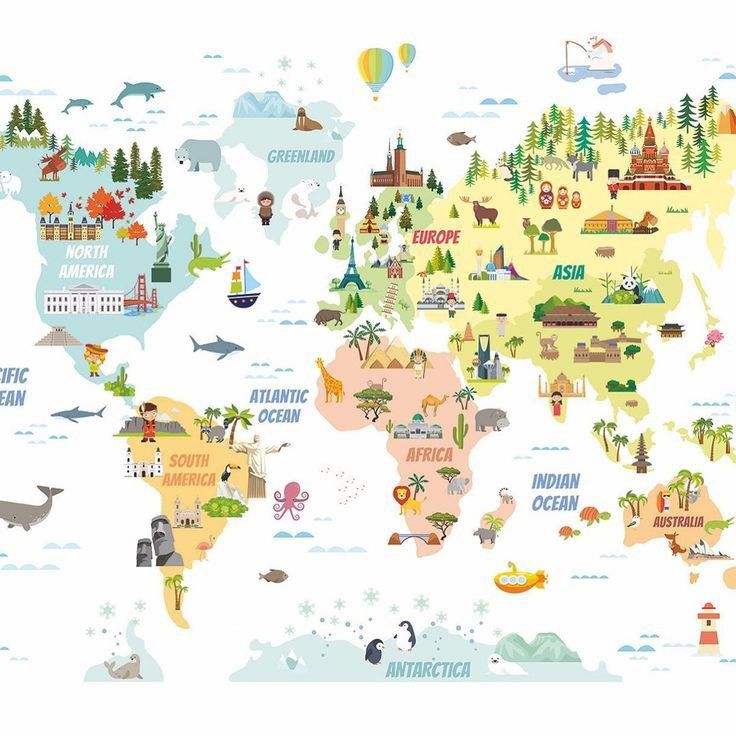 GREENLAND
NORTH
AMERICA
EUROPE
ASIA
CIFIC
EAN
ATLANTIC
OCEAN
SOUTH
AMERICA
AFRICA
INDIAN
OCEAN
AUSTRALIA
ANTARCTICA